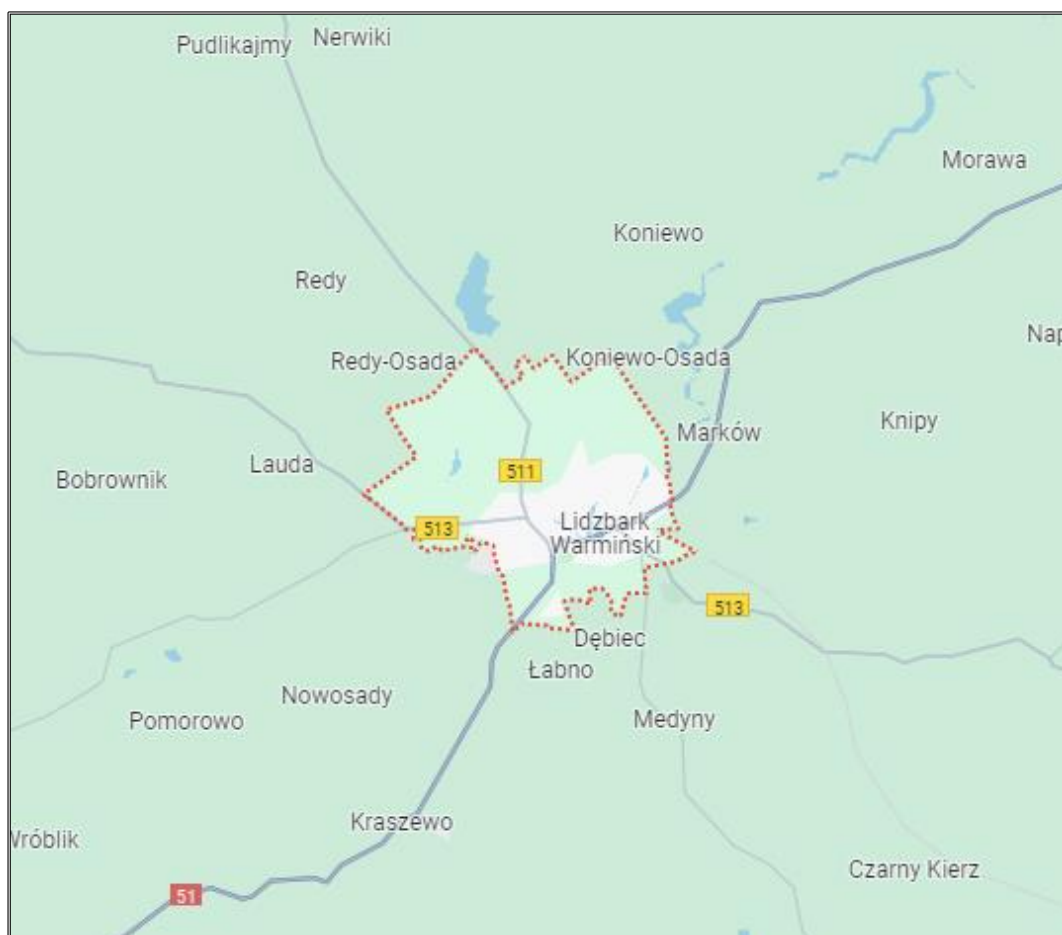 Pudlikajmy
Nerwiki
Morawa
Koniewo
Redy
Nap
Redy-Osada
Koniewo-Osada
Knipy
Marków
Lauda
Bobrownik
511
513
Lidzbark
Warmiński
513
Dębiec
Łabno
Nowosady
Medyny
Pomorowo
Kraszewo
Wróblik
Czarny Kierz
51